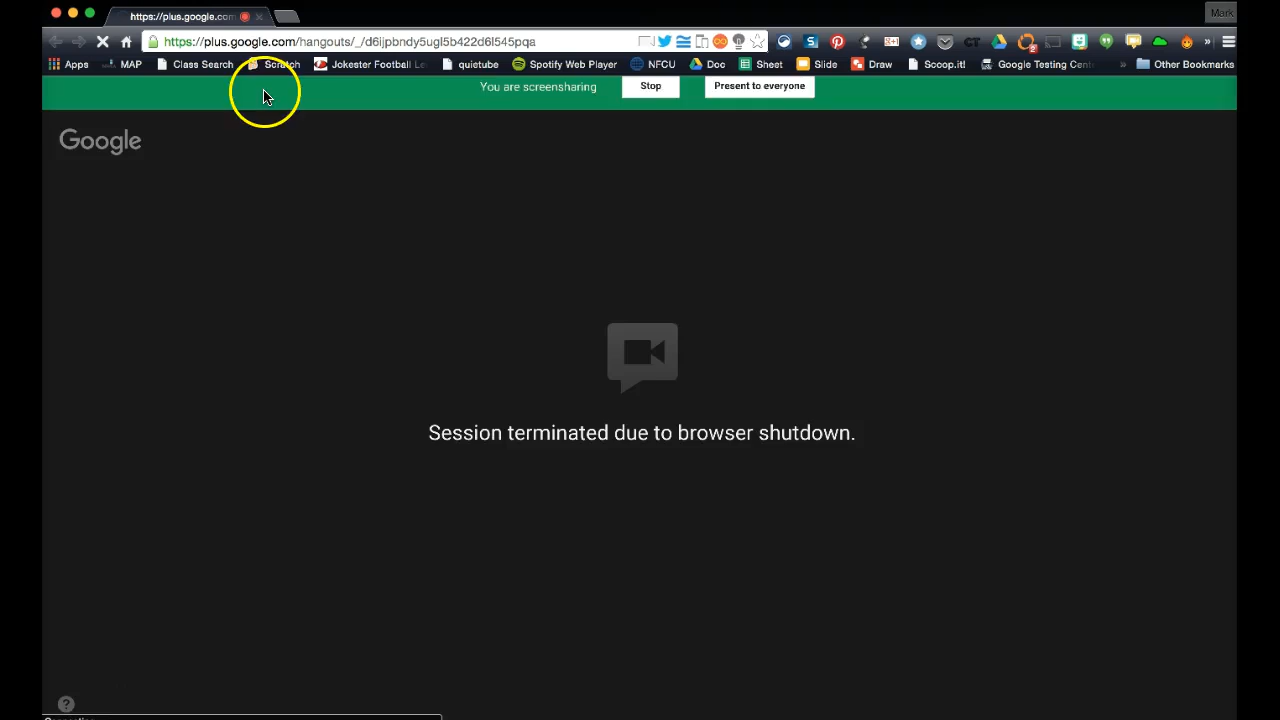 https://plus.google.com
Mark
https://plus.google.com/hangouts/_/d6ijpbndy5ugl5b422d6l545pqa
Apps MAP Class Search Scratch Jokester Football Le quietube Spotify Web Player NFCU Doc Sheet Slide Draw Scoop.it! Google Testing Cent » Other Bookmarks
You are screensharing Stop Present to everyone
Google
Session terminated due to browser shutdown.
?